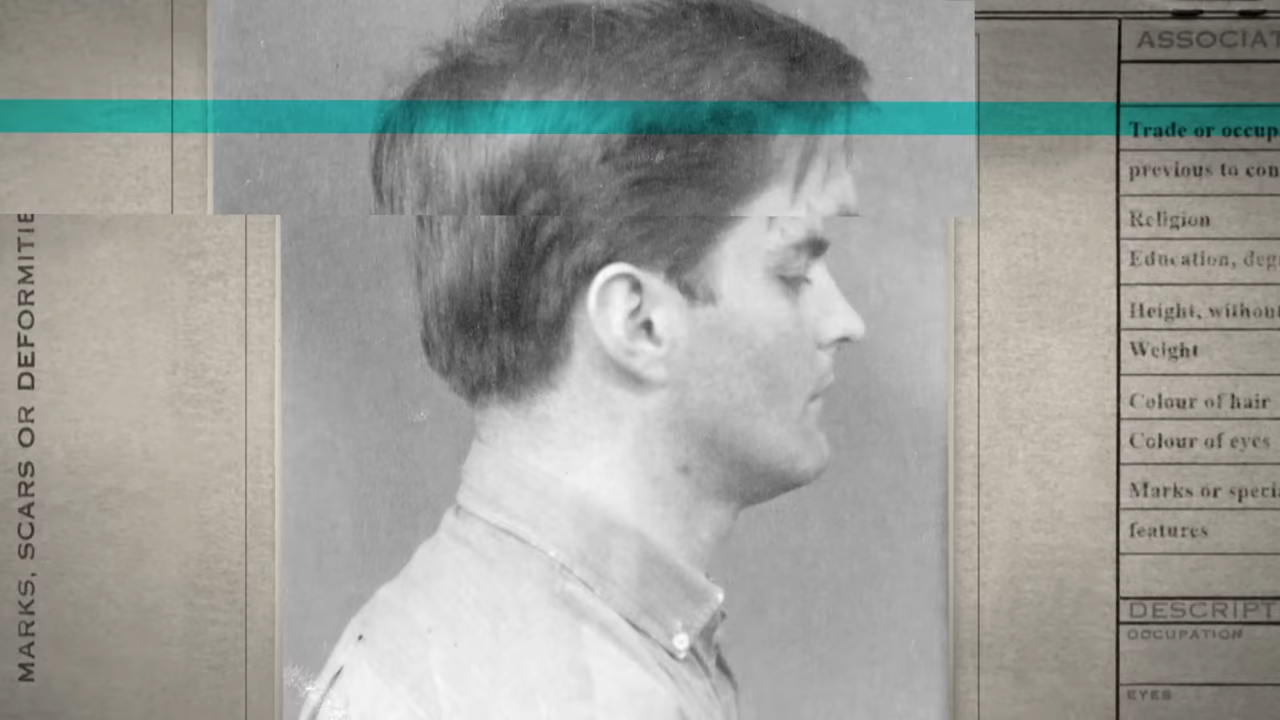 MARKS, SCARS OR DEFORMITIE
ASSOCIAT
Trade or occup
previous to con
Religion
Education, deg
Height, without
Weight
Colour of hair
Colour of eyes
Marks or specia
features
DESCRIPT
OCCUPATION
EYES